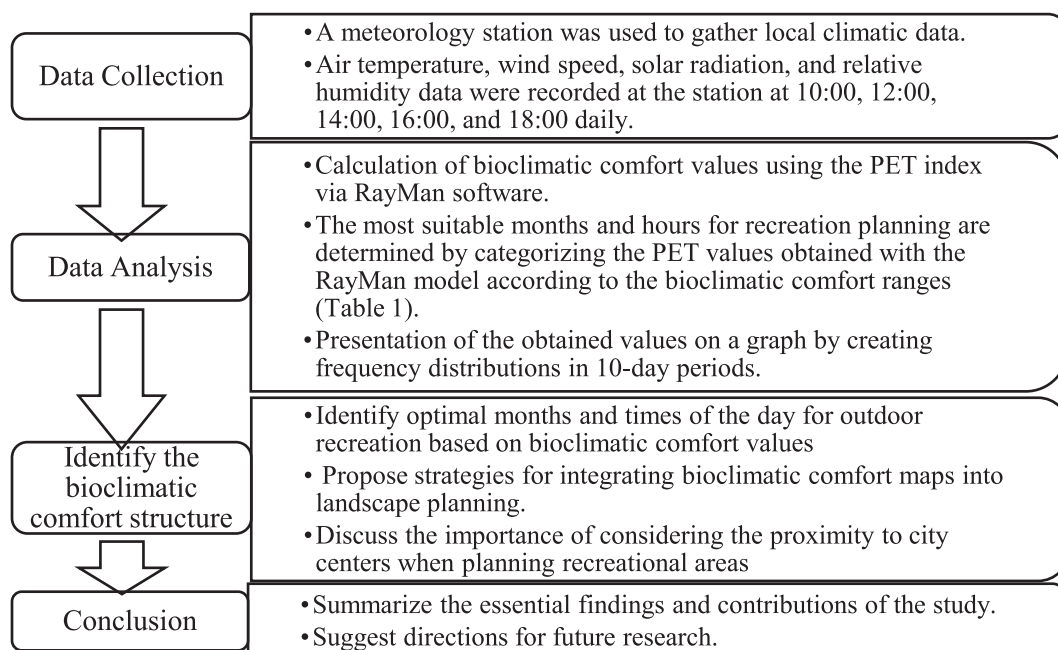 Data Collection
•A meteorology station was used to gather local climatic data.
•Air temperature, wind speed, solar radiation, and relative
humidity data were recorded at the station at 10:00, 12:00,
14:00, 16:00, and 18:00 daily.
Data Analysis
•Calculation of bioclimatic comfort values using the PET index
via RayMan software.
•The most suitable months and hours for recreation planning are
determined by categorizing the PET values obtained with the
RayMan model according to the bioclimatic comfort ranges
(Table 1).
•Presentation of the obtained values on a graph by creating
frequency distributions in 10-day periods.
Identify the
bioclimatic
comfort structure
•Identify optimal months and times of the day for outdoor
recreation based on bioclimatic comfort values
• Propose strategies for integrating bioclimatic comfort maps into
landscape planning.
•Discuss the importance of considering the proximity to city
centers when planning recreational areas
Conclusion
•Summarize the essential findings and contributions of the study.
•Suggest directions for future research.